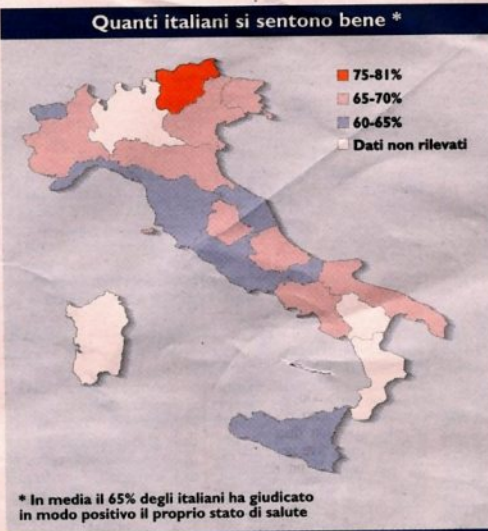 Quanti italiani si sentono bene *
75-81%
65-70%
60-65%
Dati non rilevati
* In media il 65% degli italiani ha giudicato
in modo positivo il proprio stato di salute